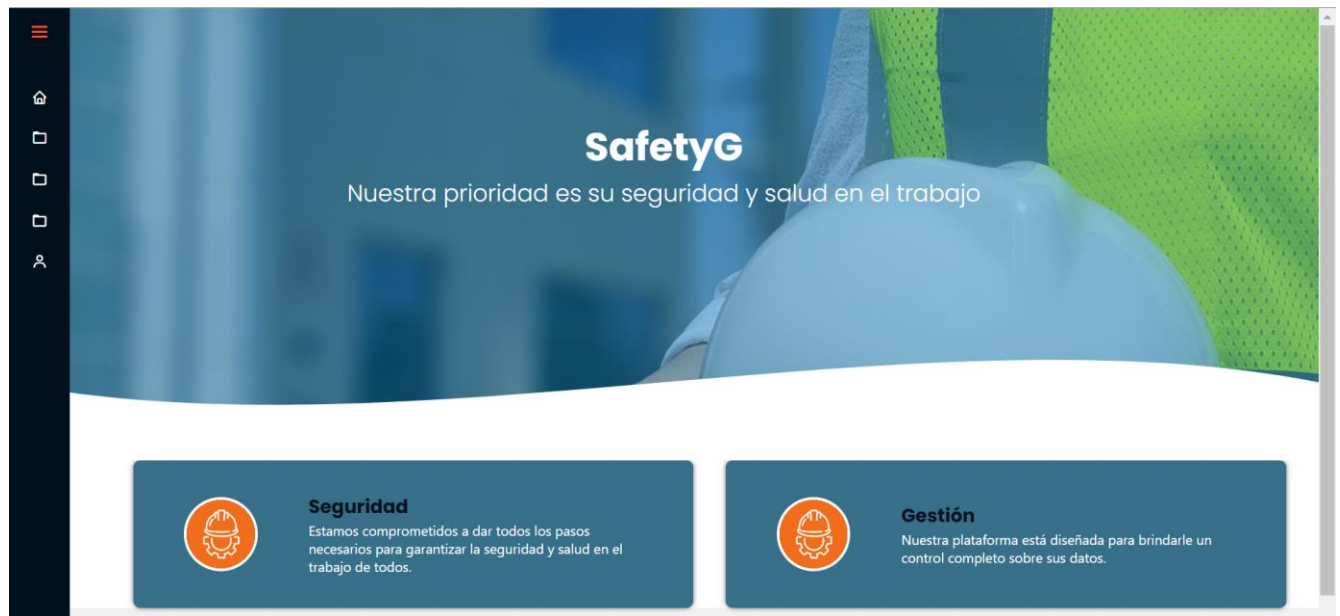 SafetyG
Nuestra prioridad es su seguridad y salud en el trabajo
Seguridad
Estamos comprometidos a dar todos los pasos
necesarios para garantizar la seguridad y salud en el
trabajo de todos.
Gestión
Nuestra plataforma está diseñada para brindarle un
control completo sobre sus datos.